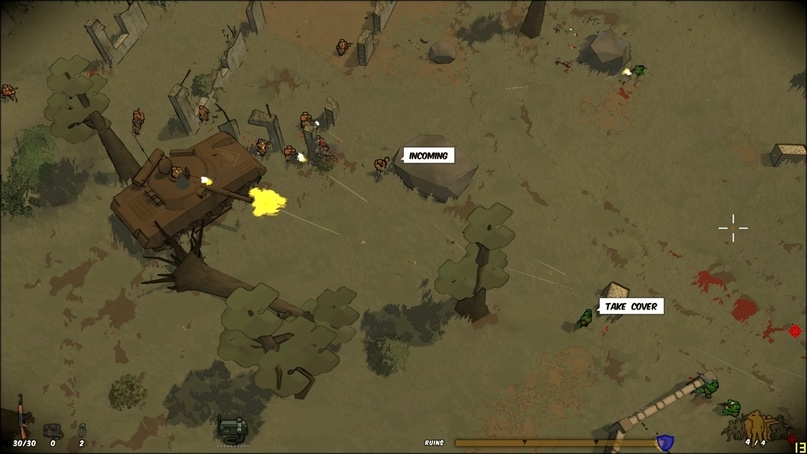 INCOMING
TAKE COVER
30/30 0 2
RUINS
4 / 4
13